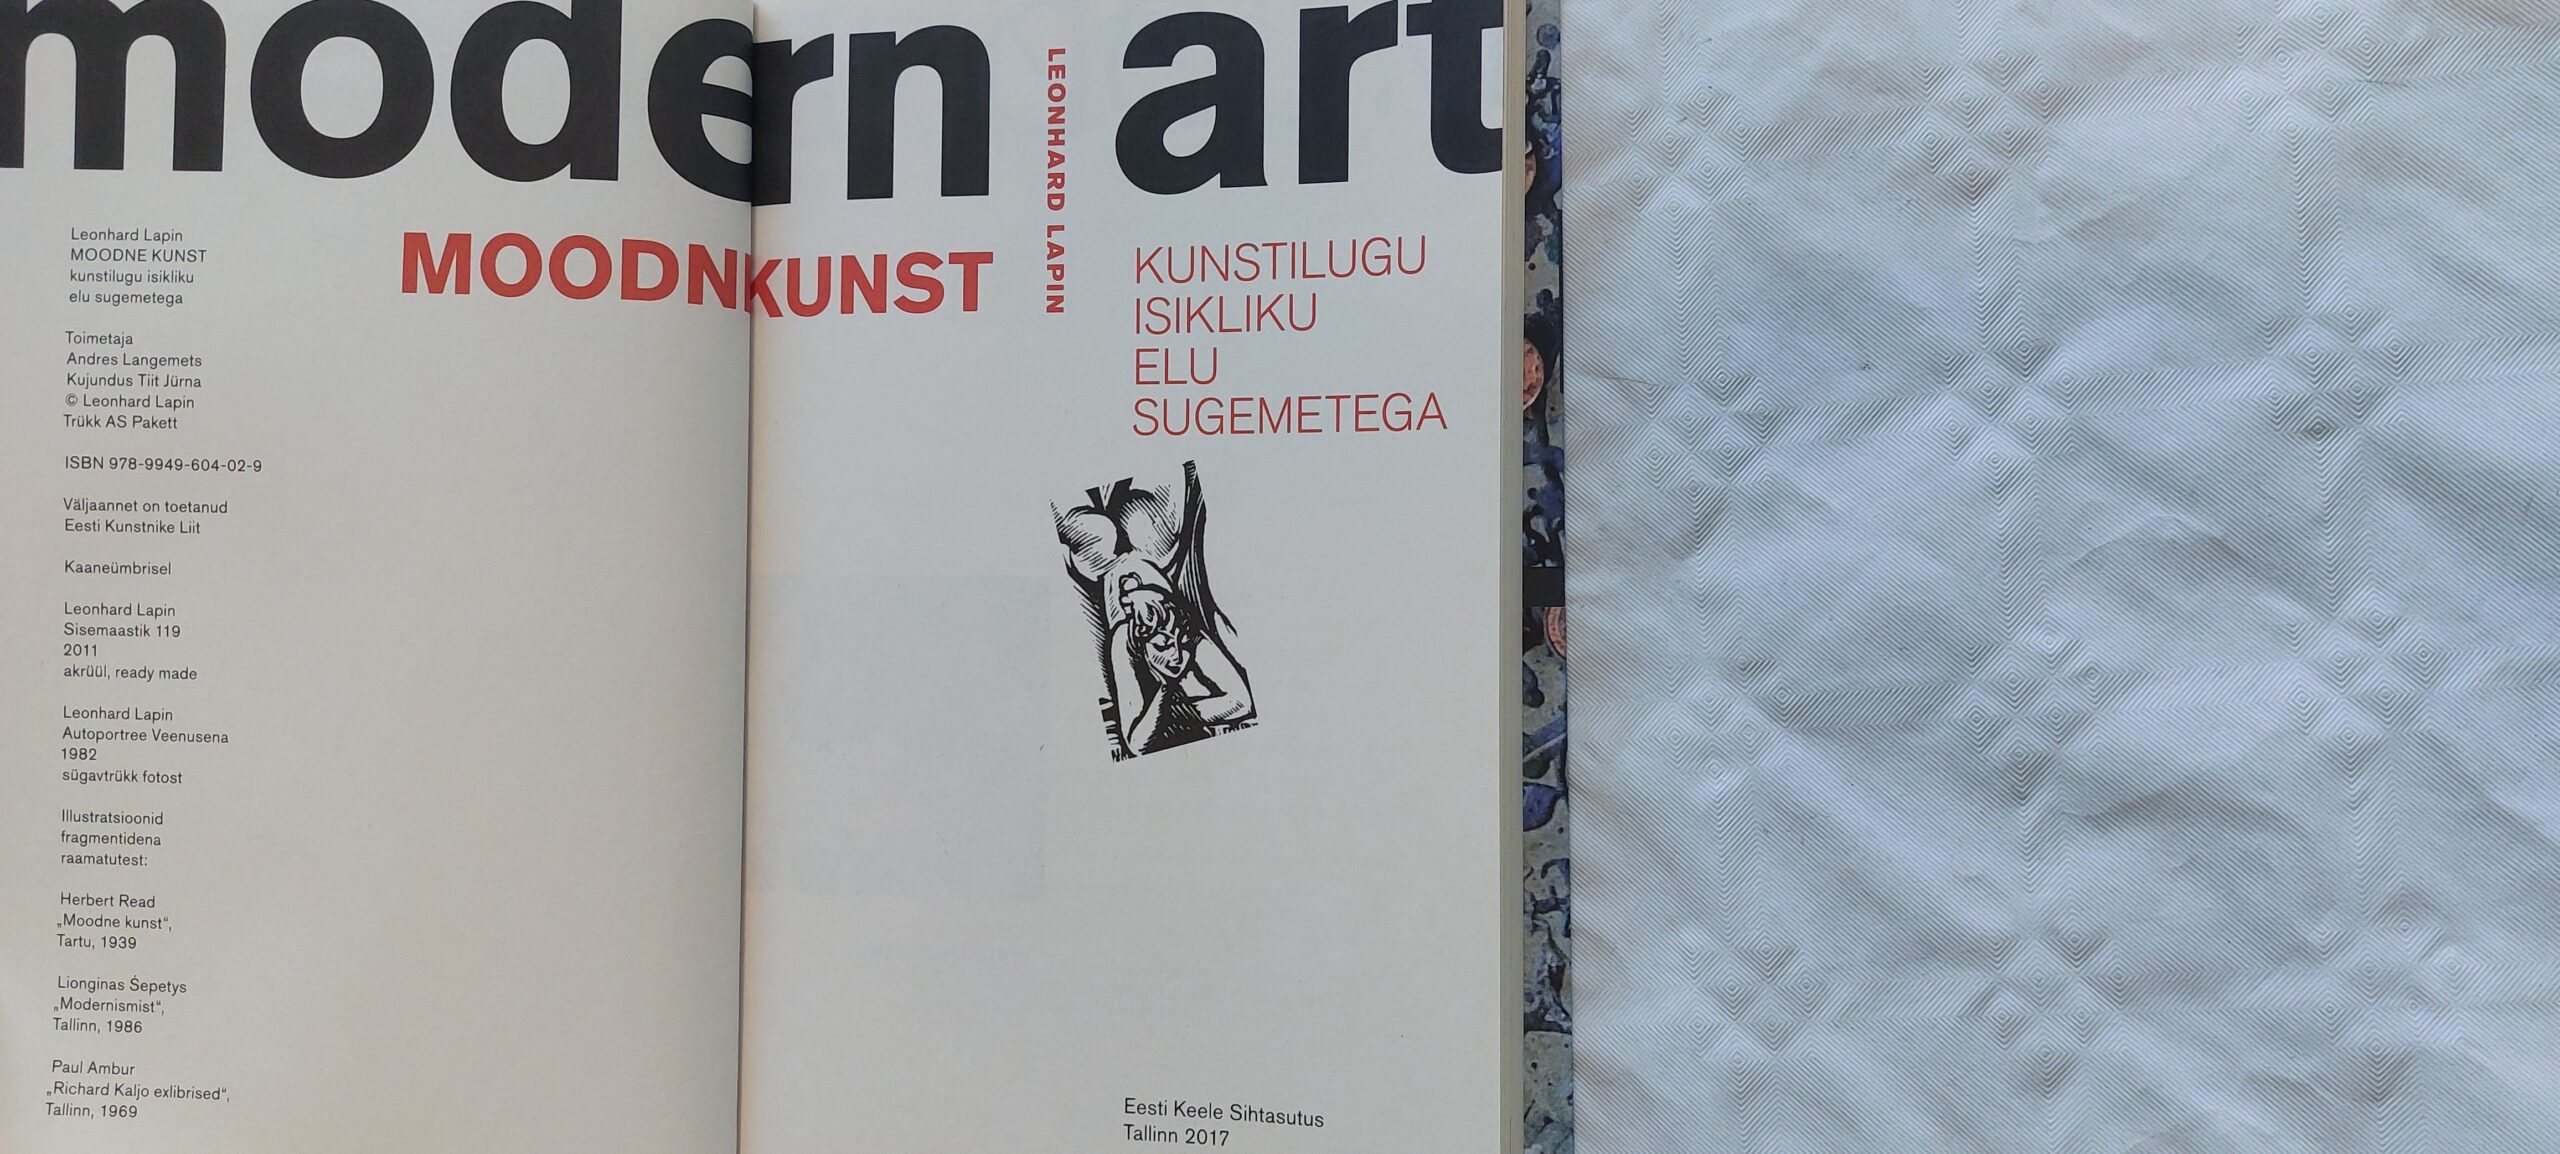 modern art
LEONHARD LAPIN
MOODN KUNST
KUNSTILUGU
ISIKLIKU
ELU
SUGEMETEGA
Leonhard Lapin
MOODNE KUNST
kunstilugu isikliku
elu sugemetega
Toimetaja
Andres Langemets
Kujundus Tiit Jürna
© Leonhard Lapin
Trükk AS Pakett
ISBN 978-9949-604-02-9
Väljaannet on toetanud
Eesti Kunstnike Liit
Kaaneümbrisel
Leonhard Lapin
Sisemaastik 119
2011
akrüül, ready made
Leonhard Lapin
Autoportree Veenusena
1982
sügavtrükk fotost
Illustratsioonid
fragmentidena
raamatutest:
Herbert Read
„Moodne kunst“,
Tartu, 1939
Lionginas Śepetys
„Modernismist“,
Tallinn, 1986
Paul Ambur
„Richard Kaljo exlibrised“,
Tallinn, 1969
Eesti Keele Sihtasutus
Tallinn 2017